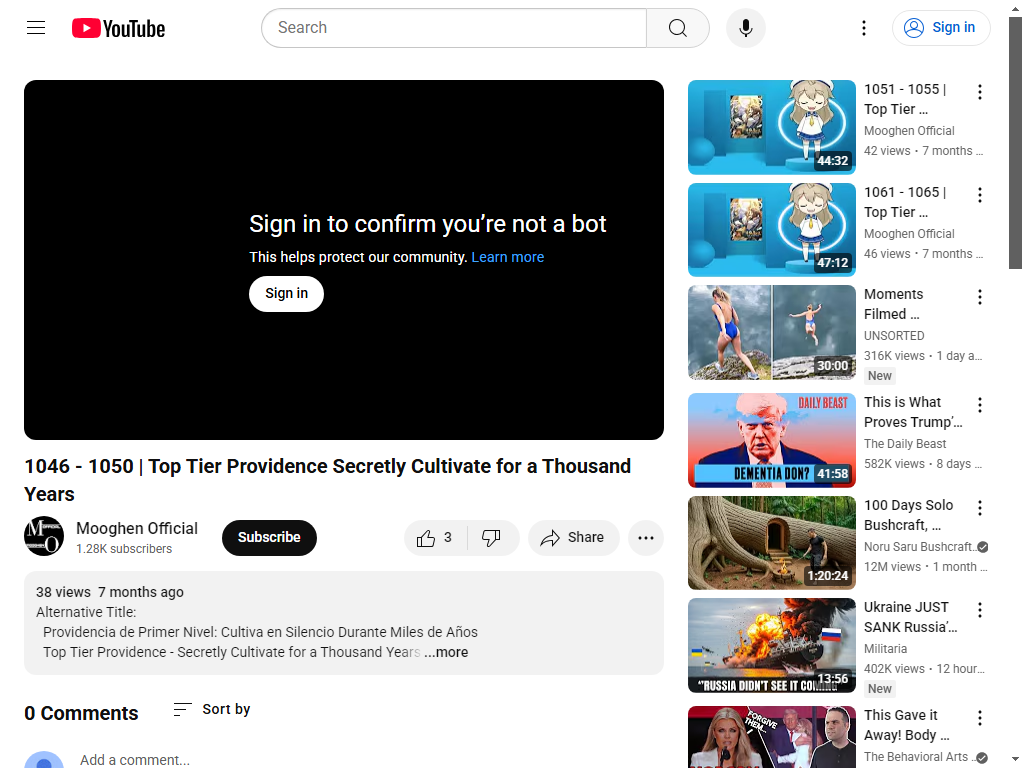 YouTube
Search
Sign in
Sign in to confirm you’re not a bot
This helps protect our community. Learn more
Sign in
1046 - 1050 | Top Tier Providence Secretly Cultivate for a Thousand
Years
Mooghen Official
1.28K subscribers
Subscribe
3
Share
38 views 7 months ago
Alternative Title:
Providencia de Primer Nivel: Cultiva en Silencio Durante Miles de Años
Top Tier Providence - Secretly Cultivate for a Thousand Years ...more
0 Comments
Sort by
Add a comment...
1051 - 1055 |
Top Tier ...
Mooghen Official
42 views • 7 months ...
44:32
1061 - 1065 |
Top Tier ...
Mooghen Official
46 views • 7 months ...
47:12
Moments
Filmed ...
UNSORTED
316K views • 1 day a...
New
30:00
This is What
Proves Trump’...
The Daily Beast
582K views • 8 days ...
DAILY BEAST
DEMENTIA DON?
41:58
100 Days Solo
Bushcraft, ...
Noru Saru Bushcraft...
12M views • 1 month ...
1:20:24
Ukraine JUST
SANK Russia’...
Militaria
402K views • 12 hour...
New
13:56
"RUSSIA DIDN'T SEE IT
This Gave it
Away! Body ...
The Behavioral Arts ...
FORGIVE
THEM...